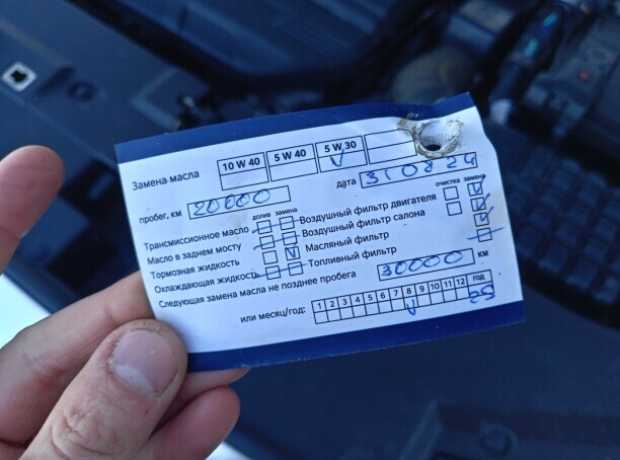 10 W 40 5 W 40 5 W 30
Замена масла
дата 31 08 24
пробег, км 20000
долив замена очистка замена
Трансмиссионное масло Воздушный фильтр двигателя
Масло в заднем мосту Воздушный фильтр салона
Тормозная жидкость Масляный фильтр
Охлаждающая жидкость Топливный фильтр
Следующая замена масла не позднее пробега 30000 км
или месяц/год: 1 2 3 4 5 6 7 8 9 10 11 12 год
25